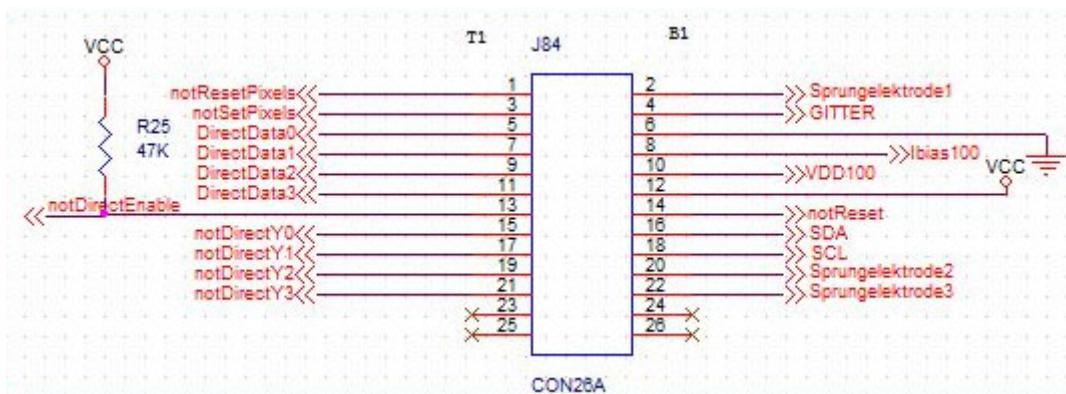 T1 J84 B1
VCC
notResetPixels 1 2 Sprungelektrode1
notSetPixels 3 4 GITTER
R25 DirectData0 5 6
47K DirectData1 7 8 Ibias100
DirectData2 9 10 VDD100 VCC
DirectData3 11 12
notDirectEnable 13 14 notReset
notDirectY0 15 16 SDA
notDirectY1 17 18 SCL
notDirectY2 19 20 Sprungelektrode2
notDirectY3 21 22 Sprungelektrode3
23 24
25 26
CON26A